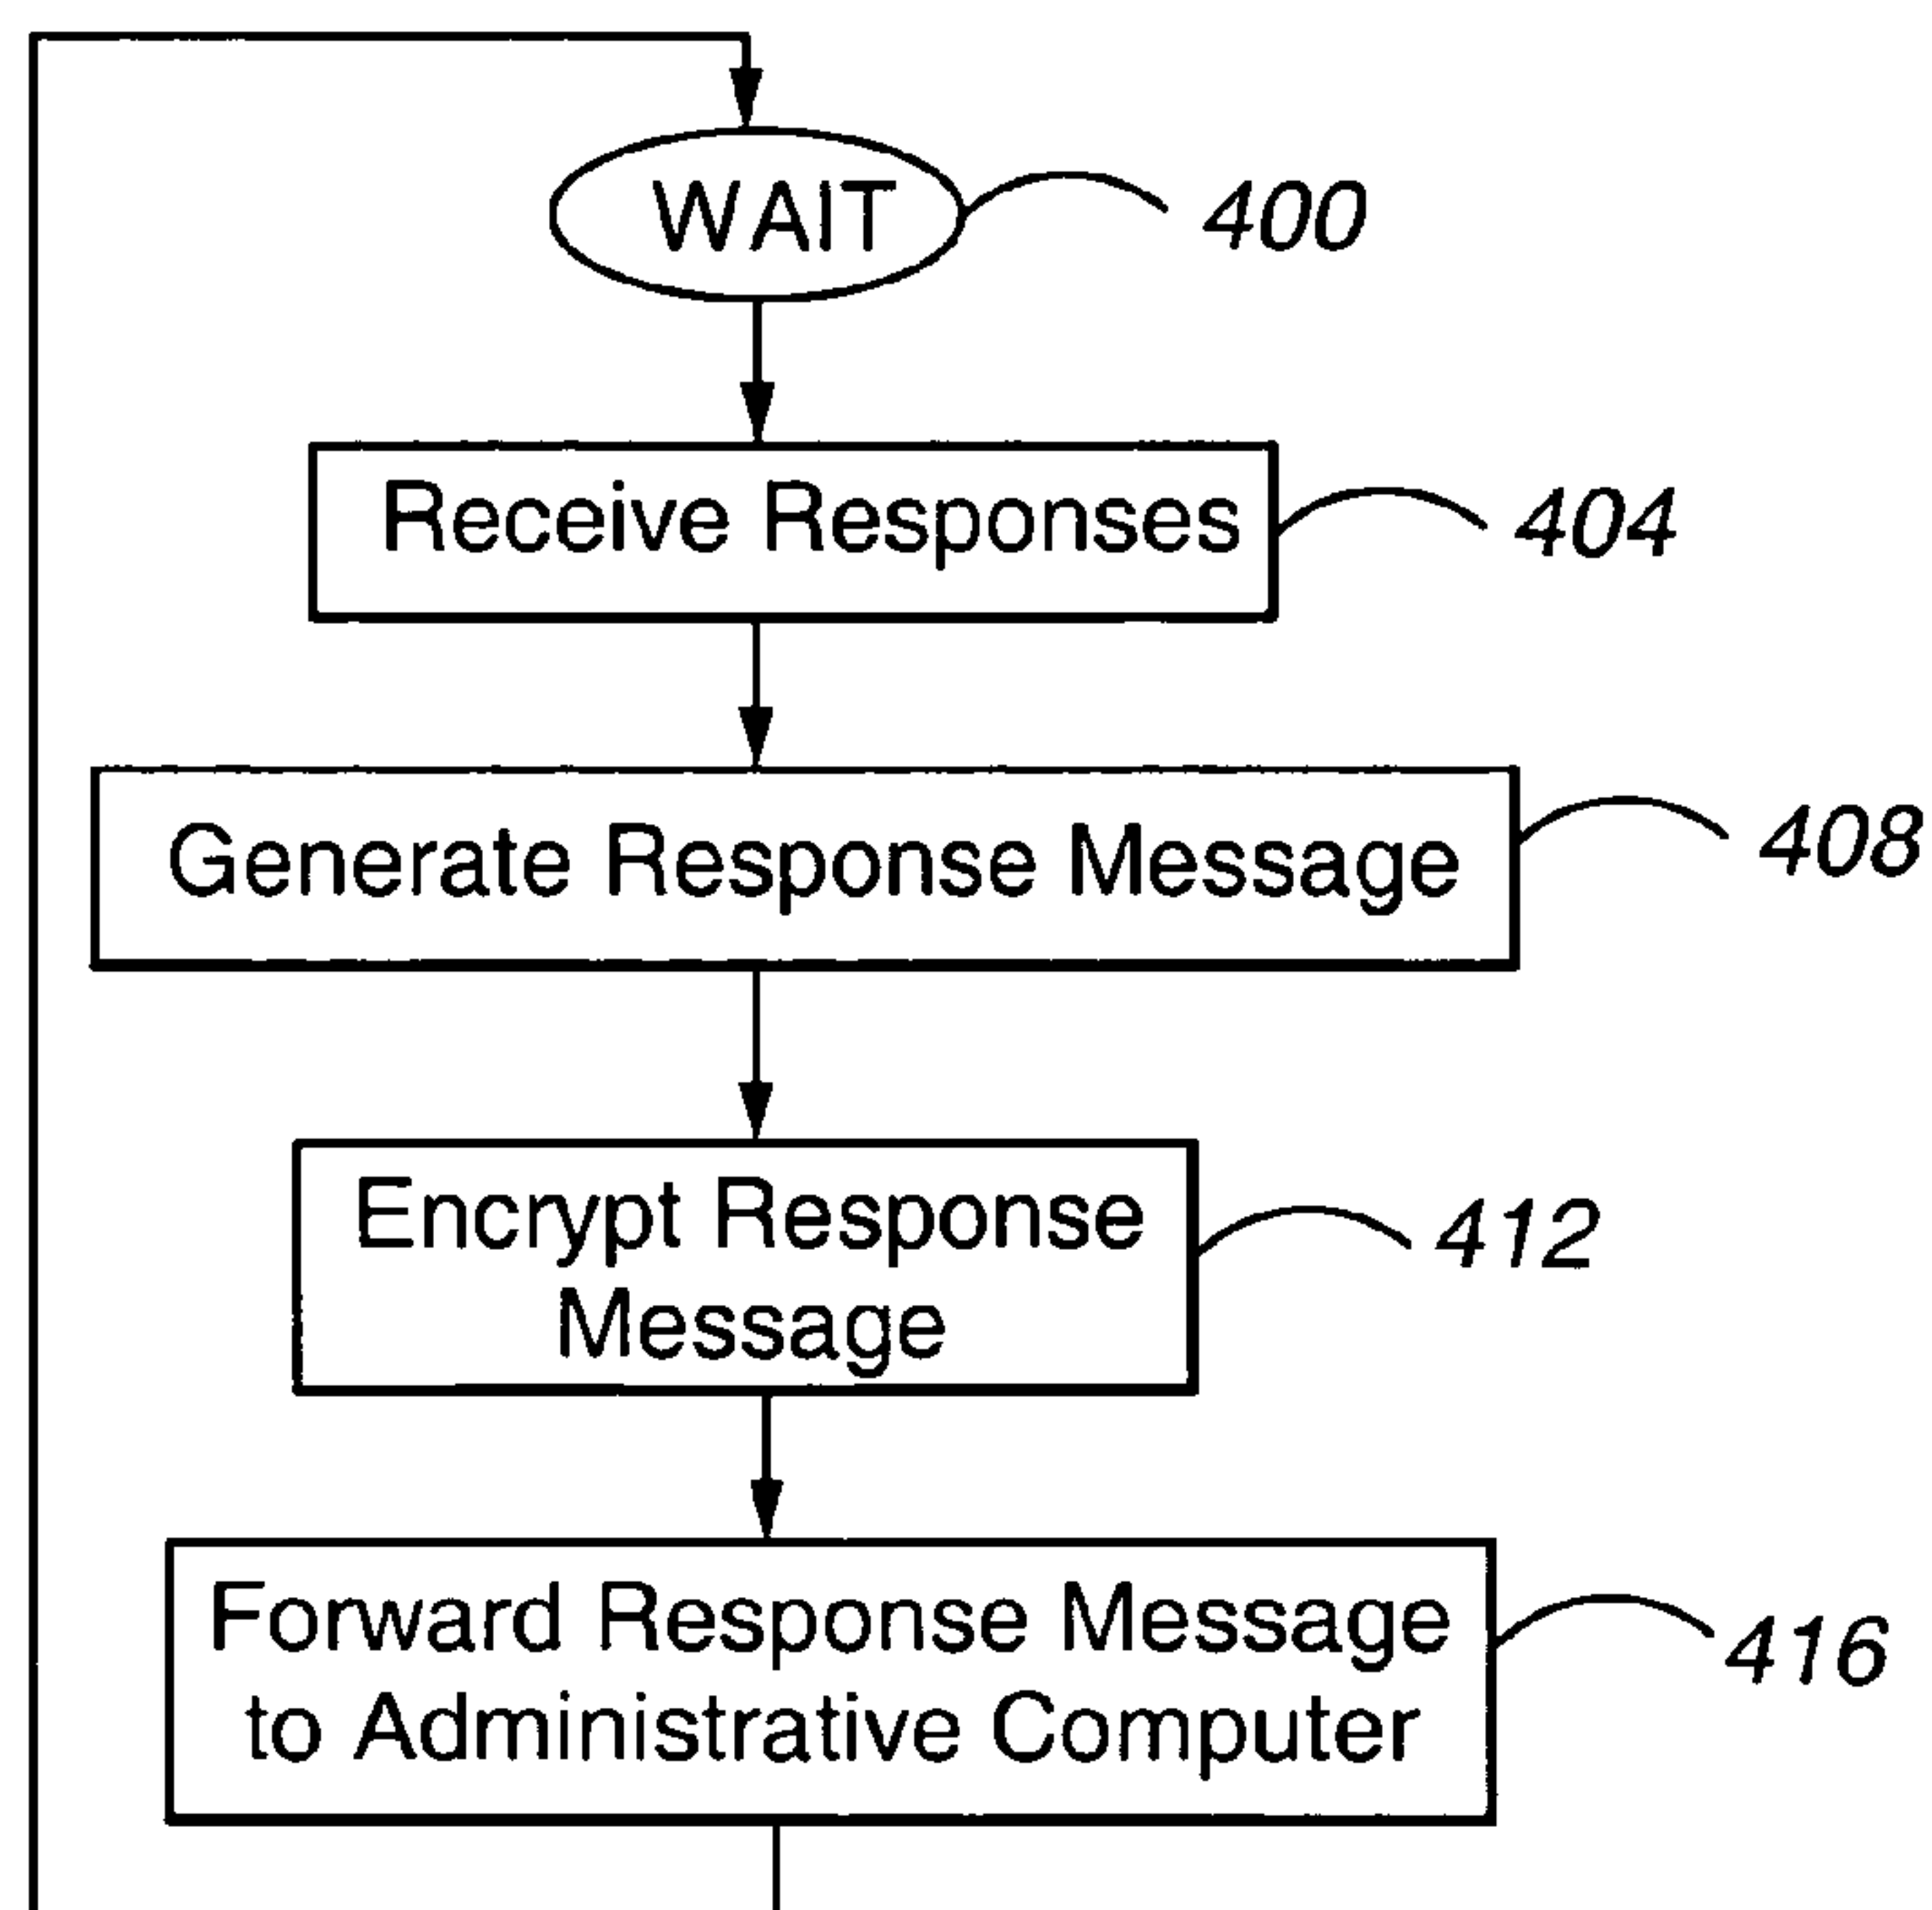 WAIT
400
Receive Responses
404
Generate Response Message
408
Encrypt Response
Message
412
Forward Response Message
to Administrative Computer
416